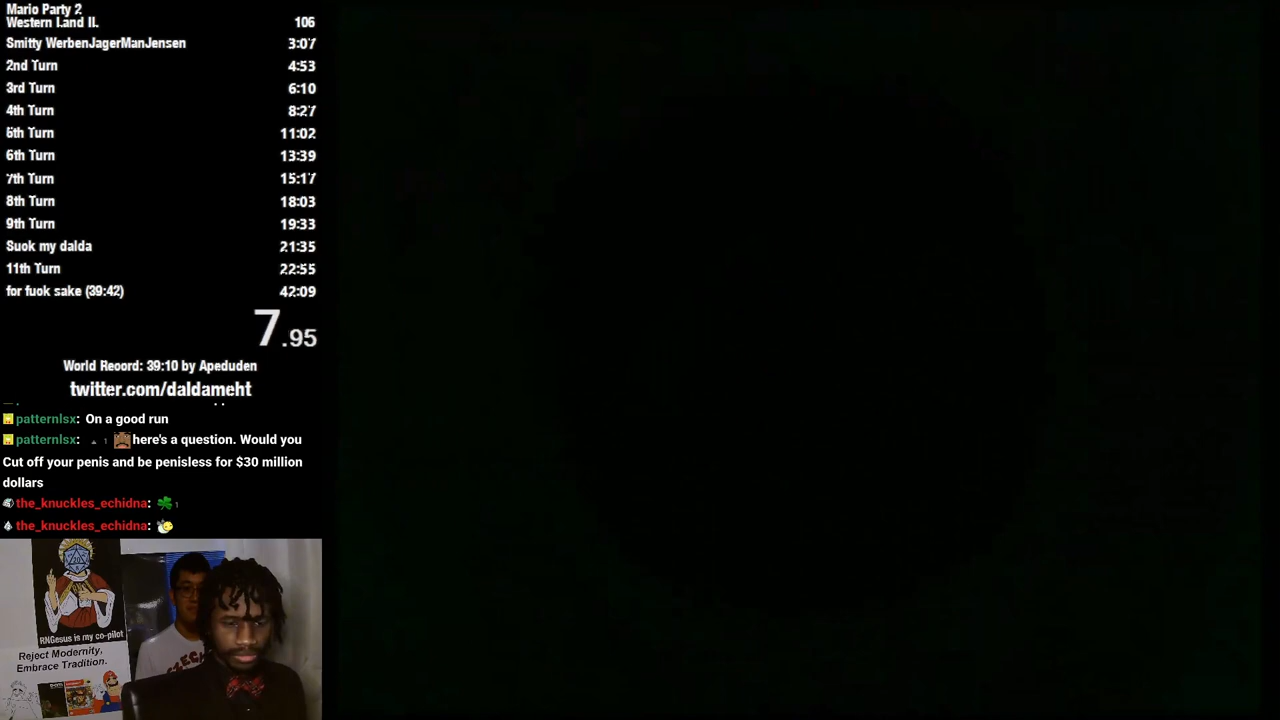 Mario Party 2
Western Land II. 106
Smitty WerbenJagerManJensen 3:07
2nd Turn 4:53
3rd Turn 6:10
4th Turn 8:27
5th Turn 11:02
6th Turn 13:39
7th Turn 15:17
8th Turn 18:03
9th Turn 19:33
Suck my dalda 21:35
11th Turn 22:55
for fuck sake (39:42) 42:09
7.95
World Record: 39:10 by Apeduden
twitter.com/daldameht
patternlsx: On a good run
patternlsx: 1 here's a question. Would you
Cut off your penis and be penisless for $30 million
dollars
the_knuckles_echidna: 1
the_knuckles_echidna:
RNGesus is my co-pilot
Reject Modernity,
Embrace Tradition.